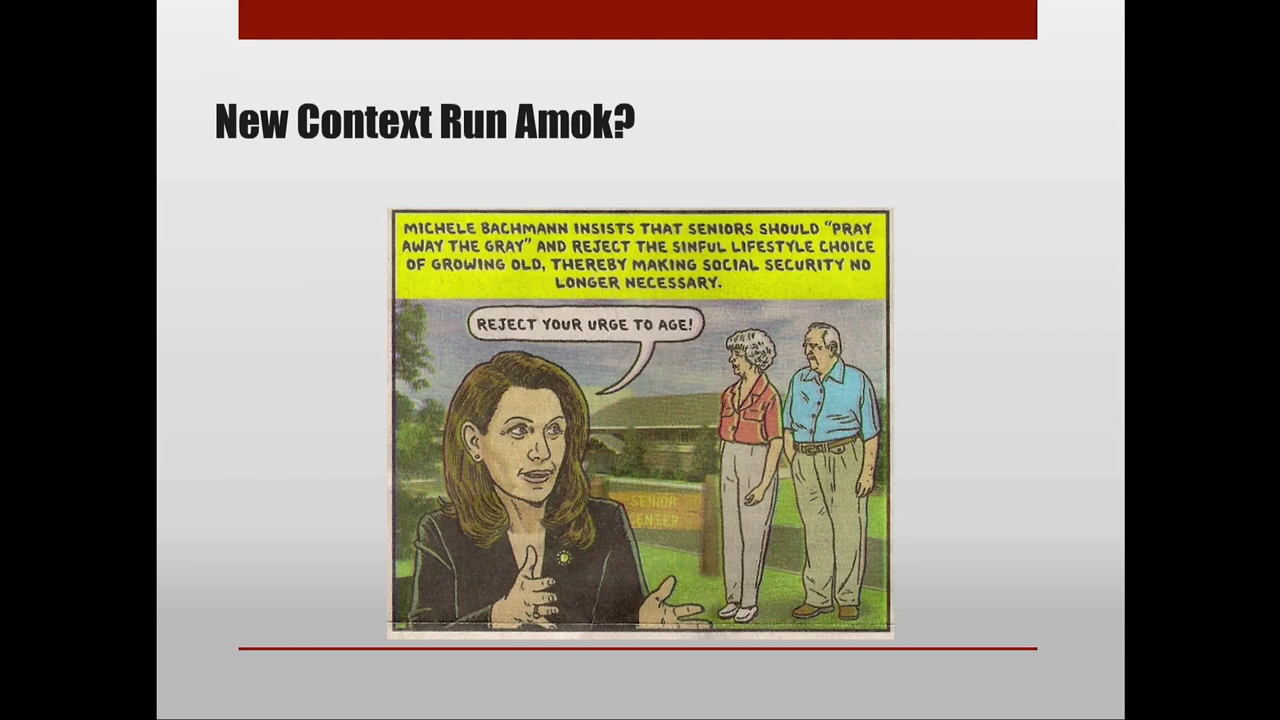 New Context Run Amok?
MICHELE BACHMANN INSISTS THAT SENIORS SHOULD “PRAY
AWAY THE GRAY” AND REJECT THE SINFUL LIFESTYLE CHOICE
OF GROWING OLD, THEREBY MAKING SOCIAL SECURITY NO
LONGER NECESSARY.
REJECT YOUR URGE TO AGE!
SENIOR
CENTER